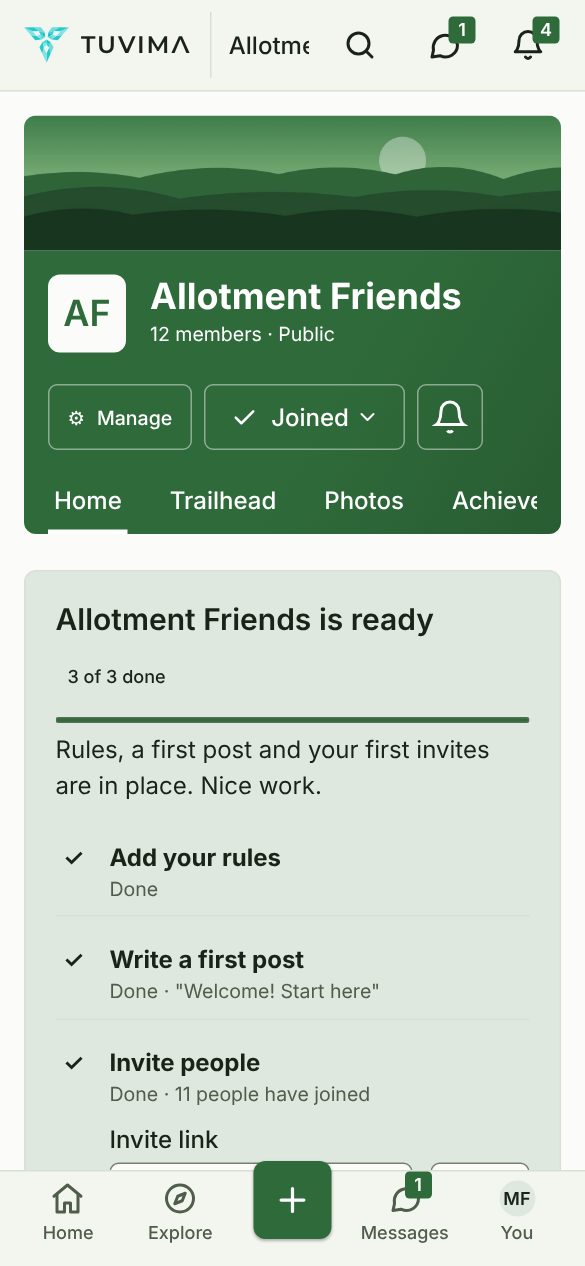 TUVIMA
Allotme
1
4
AF
Allotment Friends
12 members · Public
Manage
Joined
Home
Trailhead
Photos
Achieve
Allotment Friends is ready
3 of 3 done
Rules, a first post and your first invites
are in place. Nice work.
Add your rules
Done
Write a first post
Done · "Welcome! Start here"
Invite people
Done · 11 people have joined
Invite link
1
MF
Home
Explore
Messages
You